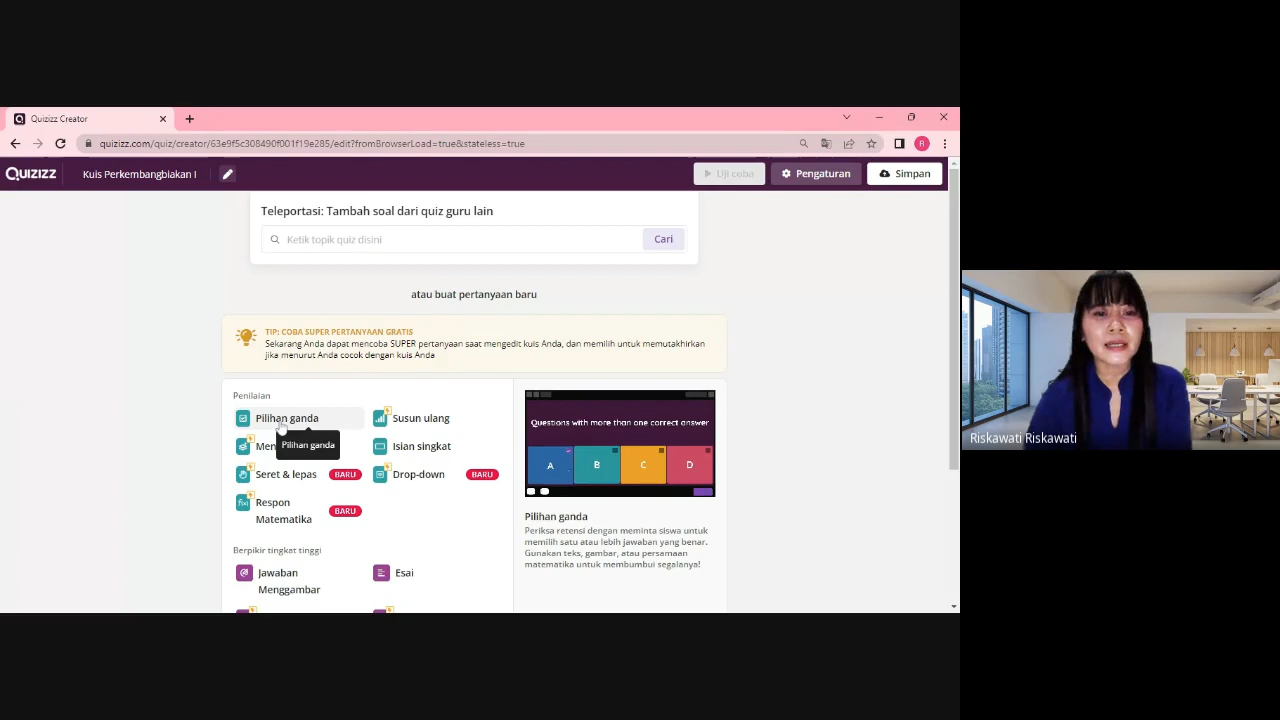 Quizizz Creator
quizizz.com/quiz/creator/63e9f5c308490f001f19e285/edit?fromBrowserLoad=true&stateless=true
R
QUIZIZZ
Kuis Perkembangbiakan I
Uji coba
Pengaturan
Simpan
Teleportasi: Tambah soal dari quiz guru lain
Ketik topik quiz disini
Cari
atau buat pertanyaan baru
TIP: COBA SUPER PERTANYAAN GRATIS
Sekarang Anda dapat mencoba SUPER pertanyaan saat mengedit kuis Anda, dan memilih untuk memutakhirkan
jika menurut Anda cocok dengan kuis Anda
Penilaian
Pilihan ganda
Susun ulang
Pilihan ganda
Men
Isian singkat
Seret & lepas BARU
Drop-down BARU
f(x) Respon
Matematika BARU
Berpikir tingkat tinggi
Jawaban
Menggambar
Esai
Questions with more than one correct answer
A B C D
Pilihan ganda
Periksa retensi dengan meminta siswa untuk
memilih satu atau lebih jawaban yang benar.
Gunakan teks, gambar, atau persamaan
matematika untuk membumbui segalanya!
Riskawati Riskawati